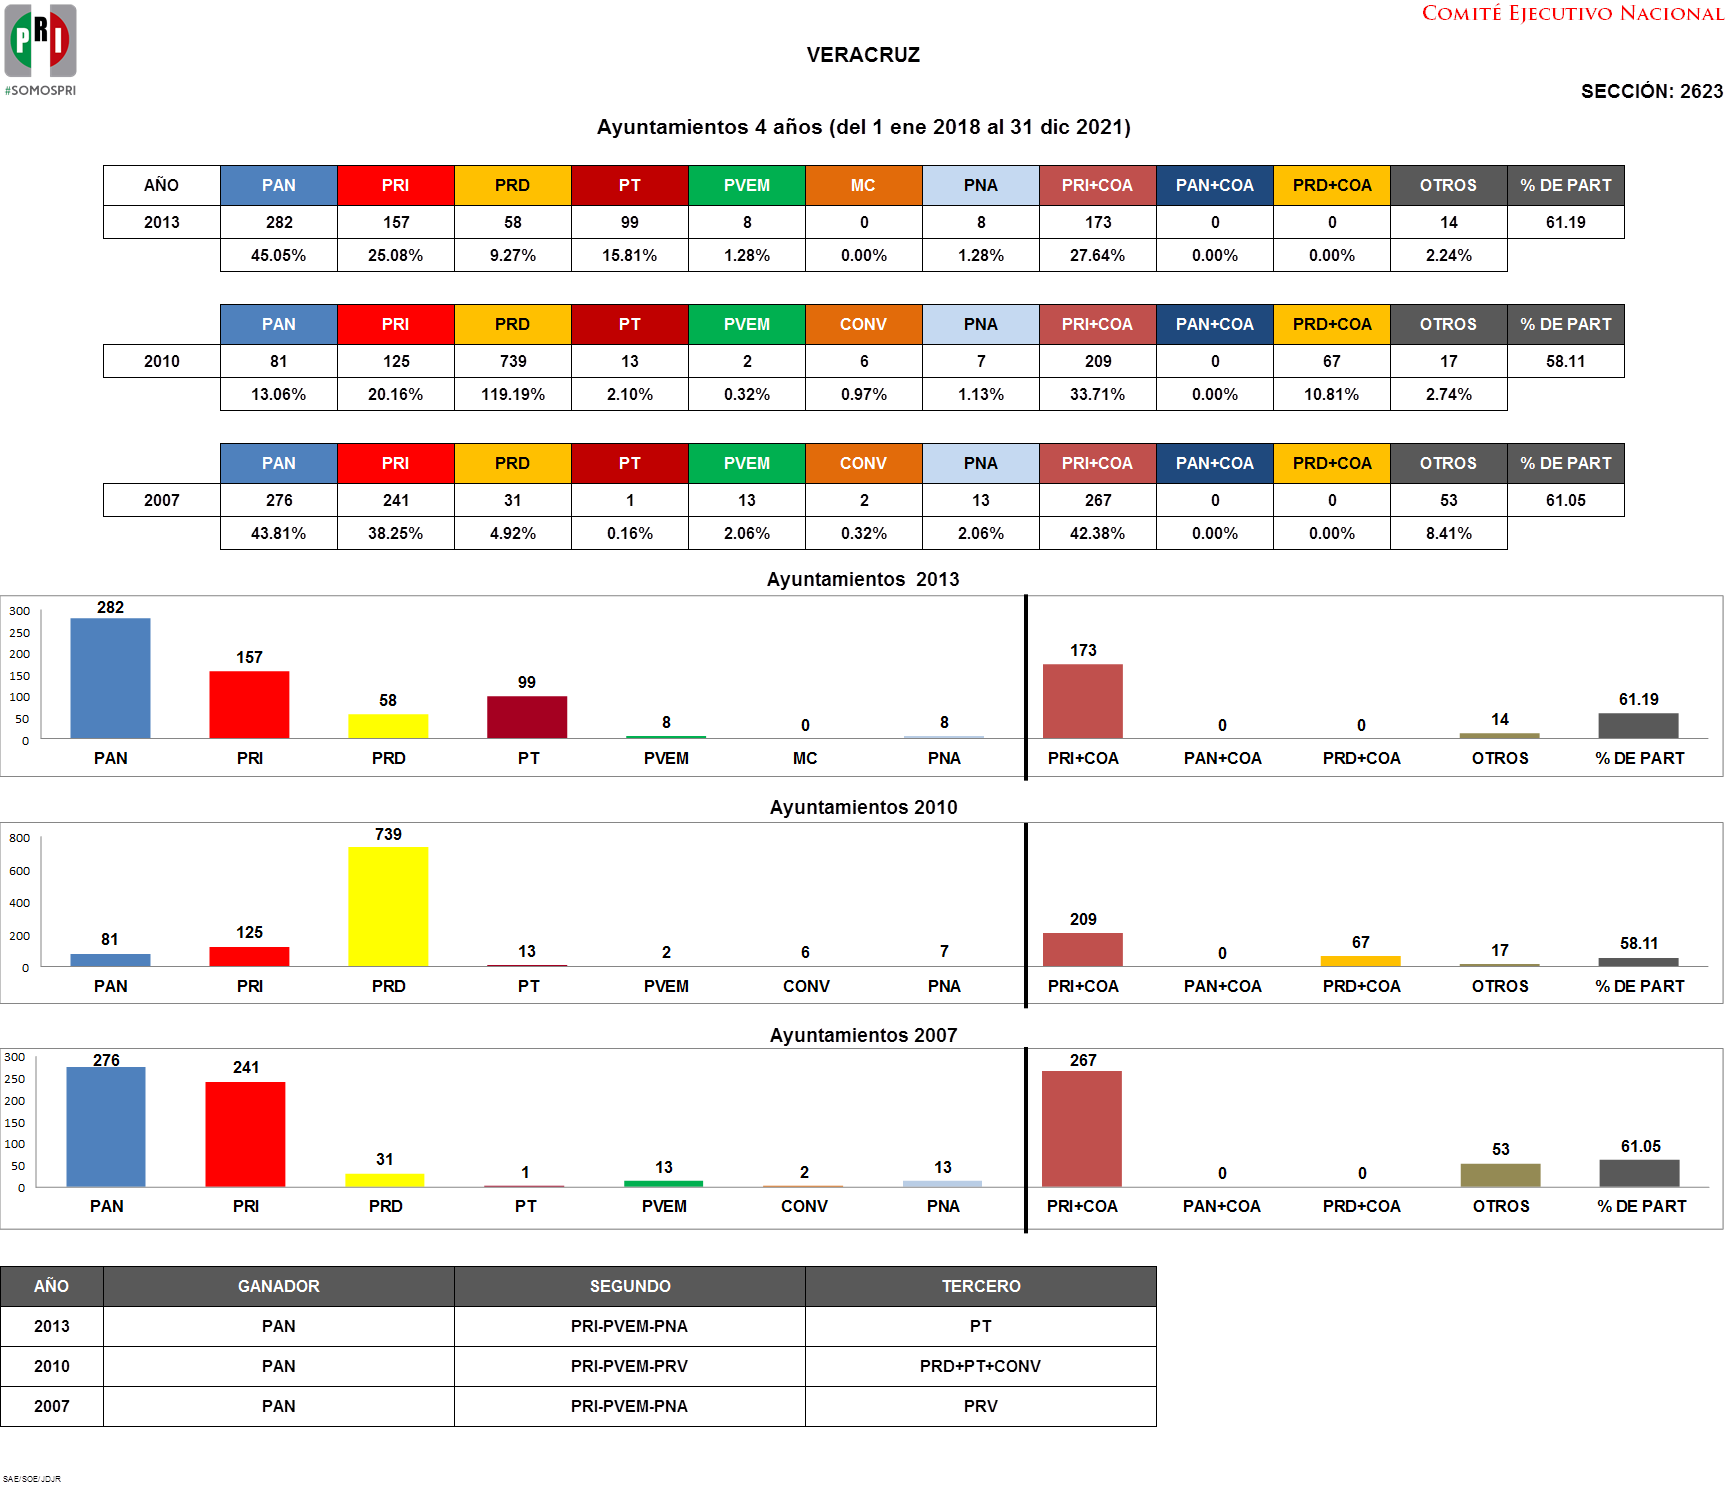 PRI
#SOMOSPRI
COMITÉ EJECUTIVO NACIONAL
VERACRUZ
SECCIÓN: 2623
Ayuntamientos 4 años (del 1 ene 2018 al 31 dic 2021)
AÑO PAN PRI PRD PT PVEM MC PNA PRI+COA PAN+COA PRD+COA OTROS % DE PART
2013 282 157 58 99 8 0 8 173 0 0 14 61.19
45.05% 25.08% 9.27% 15.81% 1.28% 0.00% 1.28% 27.64% 0.00% 0.00% 2.24%
PAN PRI PRD PT PVEM CONV PNA PRI+COA PAN+COA PRD+COA OTROS % DE PART
2010 81 125 739 13 2 6 7 209 0 67 17 58.11
13.06% 20.16% 119.19% 2.10% 0.32% 0.97% 1.13% 33.71% 0.00% 10.81% 2.74%
PAN PRI PRD PT PVEM CONV PNA PRI+COA PAN+COA PRD+COA OTROS % DE PART
2007 276 241 31 1 13 2 13 267 0 0 53 61.05
43.81% 38.25% 4.92% 0.16% 2.06% 0.32% 2.06% 42.38% 0.00% 0.00% 8.41%
Ayuntamientos 2013
300
250
200
150
100
50
0
282 157 58 99 8 0 8 173 0 0 14 61.19
PAN PRI PRD PT PVEM MC PNA PRI+COA PAN+COA PRD+COA OTROS % DE PART
Ayuntamientos 2010
800
600
400
200
0
81 125 739 13 2 6 7 209 0 67 17 58.11
PAN PRI PRD PT PVEM CONV PNA PRI+COA PAN+COA PRD+COA OTROS % DE PART
Ayuntamientos 2007
300
250
200
150
100
50
0
276 241 31 1 13 2 13 267 0 0 53 61.05
PAN PRI PRD PT PVEM CONV PNA PRI+COA PAN+COA PRD+COA OTROS % DE PART
AÑO GANADOR SEGUNDO TERCERO
2013 PAN PRI-PVEM-PNA PT
2010 PAN PRI-PVEM-PRV PRD+PT+CONV
2007 PAN PRI-PVEM-PNA PRV
SAE/SOE/JDJR